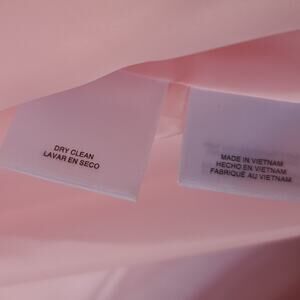 DRY CLEAN
LAVAR EN SECO
MADE IN VIETNAM
HECHO EN VIETNAM
FABRIQUÉ AU VIETNAM